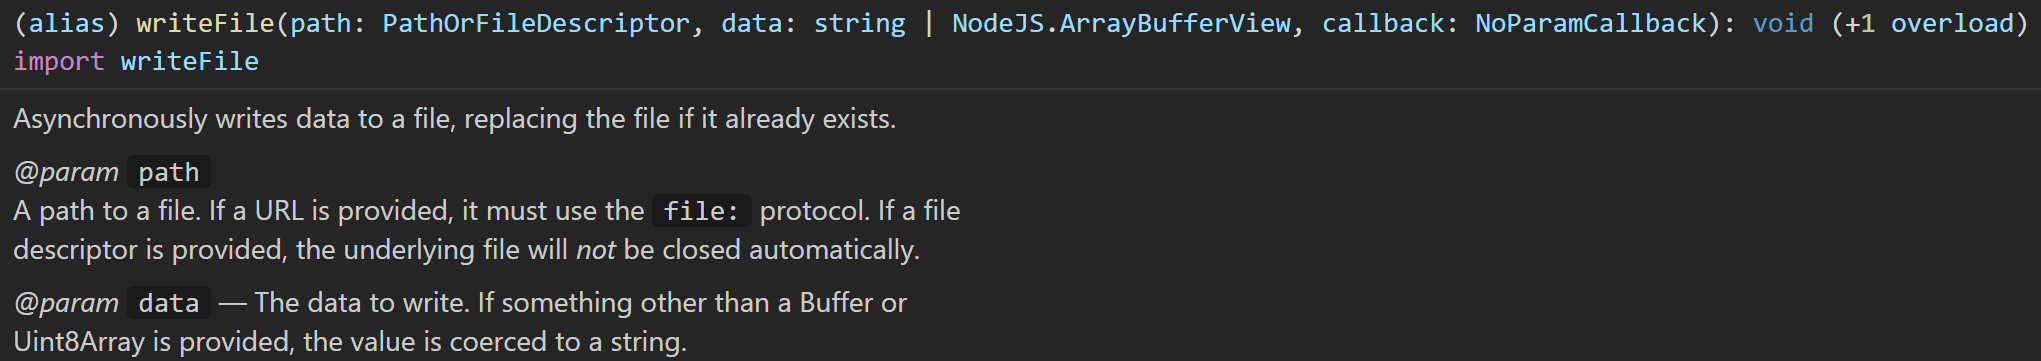 (alias) writeFile(path: PathOrFileDescriptor, data: string | NodeJS.ArrayBufferView, callback: NoParamCallback): void (+1 overload)
import writeFile
Asynchronously writes data to a file, replacing the file if it already exists.
@param path
A path to a file. If a URL is provided, it must use the file: protocol. If a file
descriptor is provided, the underlying file will not be closed automatically.
@param data — The data to write. If something other than a Buffer or
Uint8Array is provided, the value is coerced to a string.